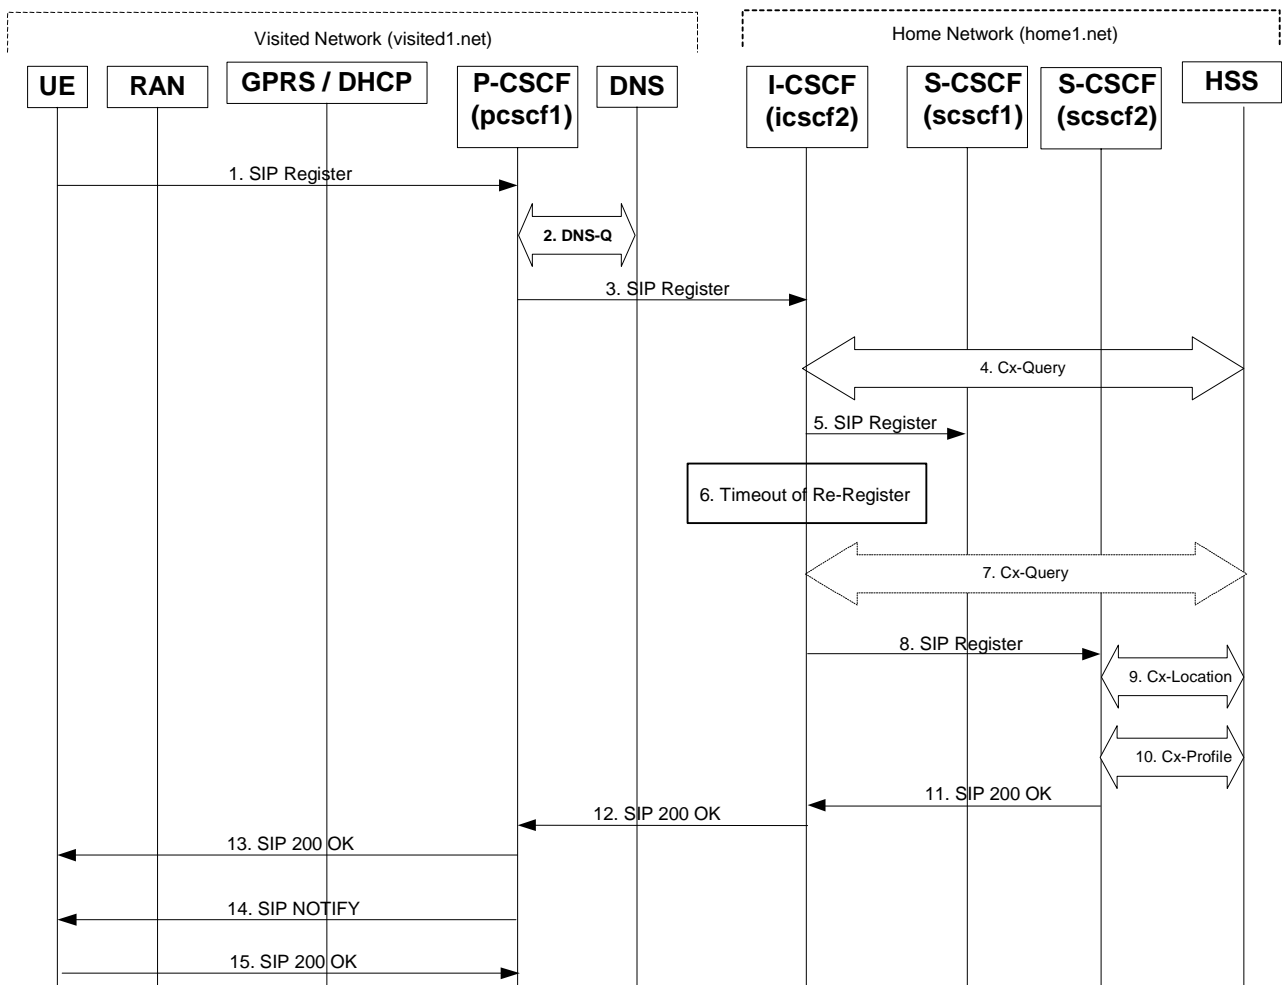 Visited Network (visited1.net)
Home Network (home1.net)
UE
RAN
GPRS / DHCP
P-CSCF
(pcscf1)
DNS
I-CSCF
(icscf2)
S-CSCF
(scscf1)
S-CSCF
(scscf2)
HSS
1. SIP Register
2. DNS-Q
3. SIP Register
4. Cx-Query
5. SIP Register
6. Timeout of Re-Register
7. Cx-Query
8. SIP Register
9. Cx-Location
10. Cx-Profile
11. SIP 200 OK
12. SIP 200 OK
13. SIP 200 OK
14. SIP NOTIFY
15. SIP 200 OK